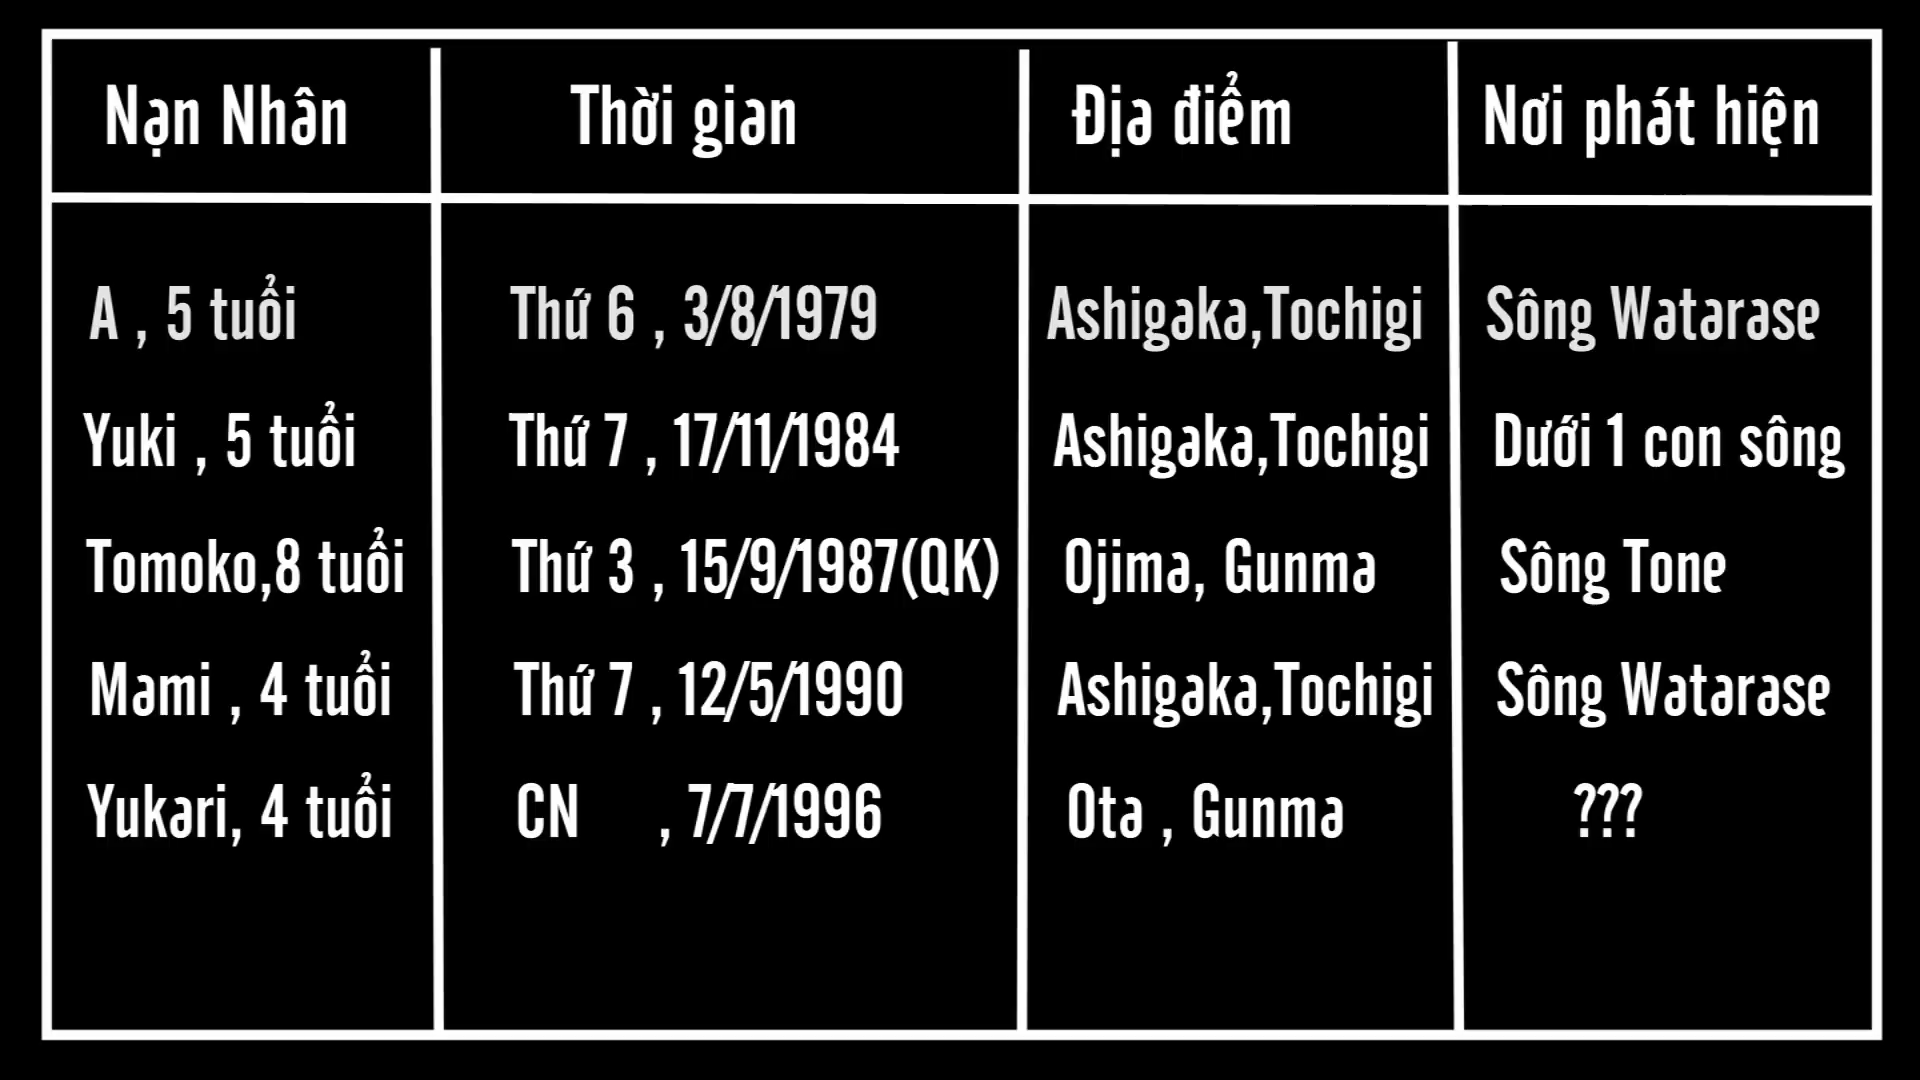 Nạn Nhân Thời gian Địa điểm Nơi phát hiện
A , 5 tuổi Thứ 6 , 3/8/1979 Ashigaka,Tochigi Sông Watarase
Yuki , 5 tuổi Thứ 7 , 17/11/1984 Ashigaka,Tochigi Dưới 1 con sông
Tomoko,8 tuổi Thứ 3 , 15/9/1987(QK) Ojima, Gunma Sông Tone
Mami , 4 tuổi Thứ 7 , 12/5/1990 Ashigaka,Tochigi Sông Watarase
Yukari, 4 tuổi CN , 7/7/1996 Ota , Gunma ???